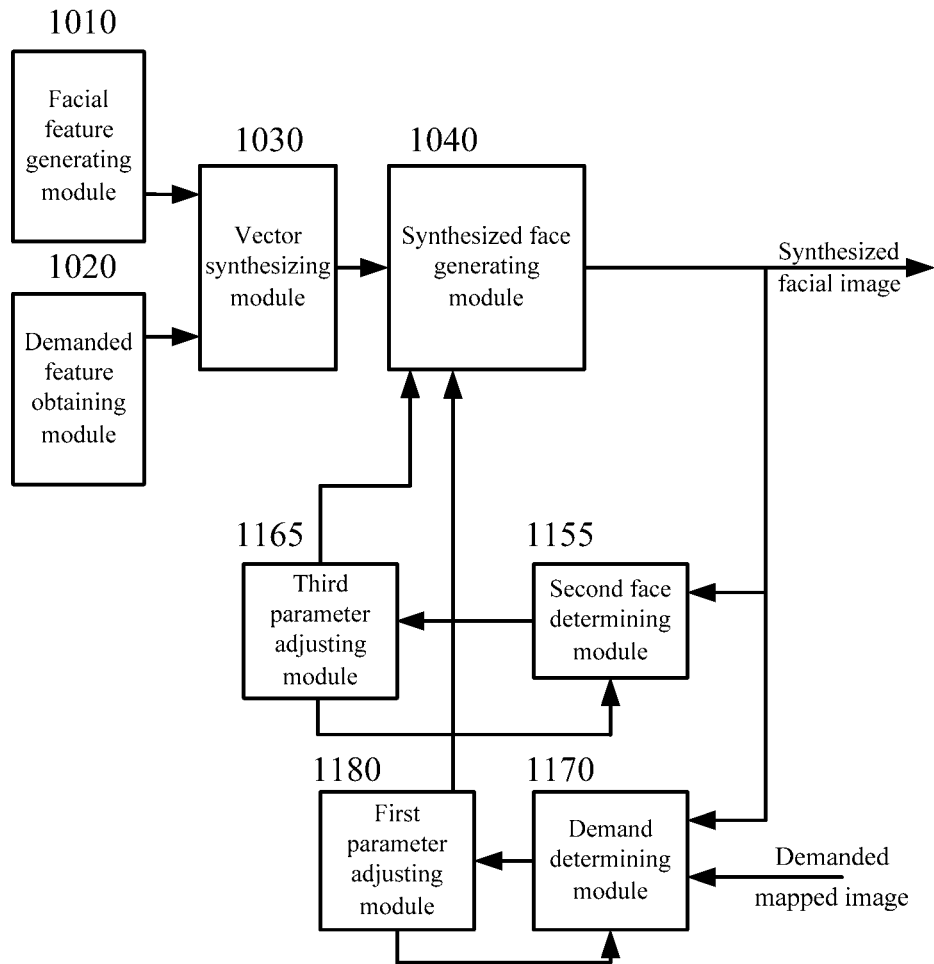 1010
Facial
feature
generating
module
1020
Demanded
feature
obtaining
module
1030
Vector
synthesizing
module
1040
Synthesized face
generating
module
Synthesized
facial image
1165
Third
parameter
adjusting
module
1155
Second face
determining
module
1180
First
parameter
adjusting
module
1170
Demand
determining
module
Demanded
mapped image